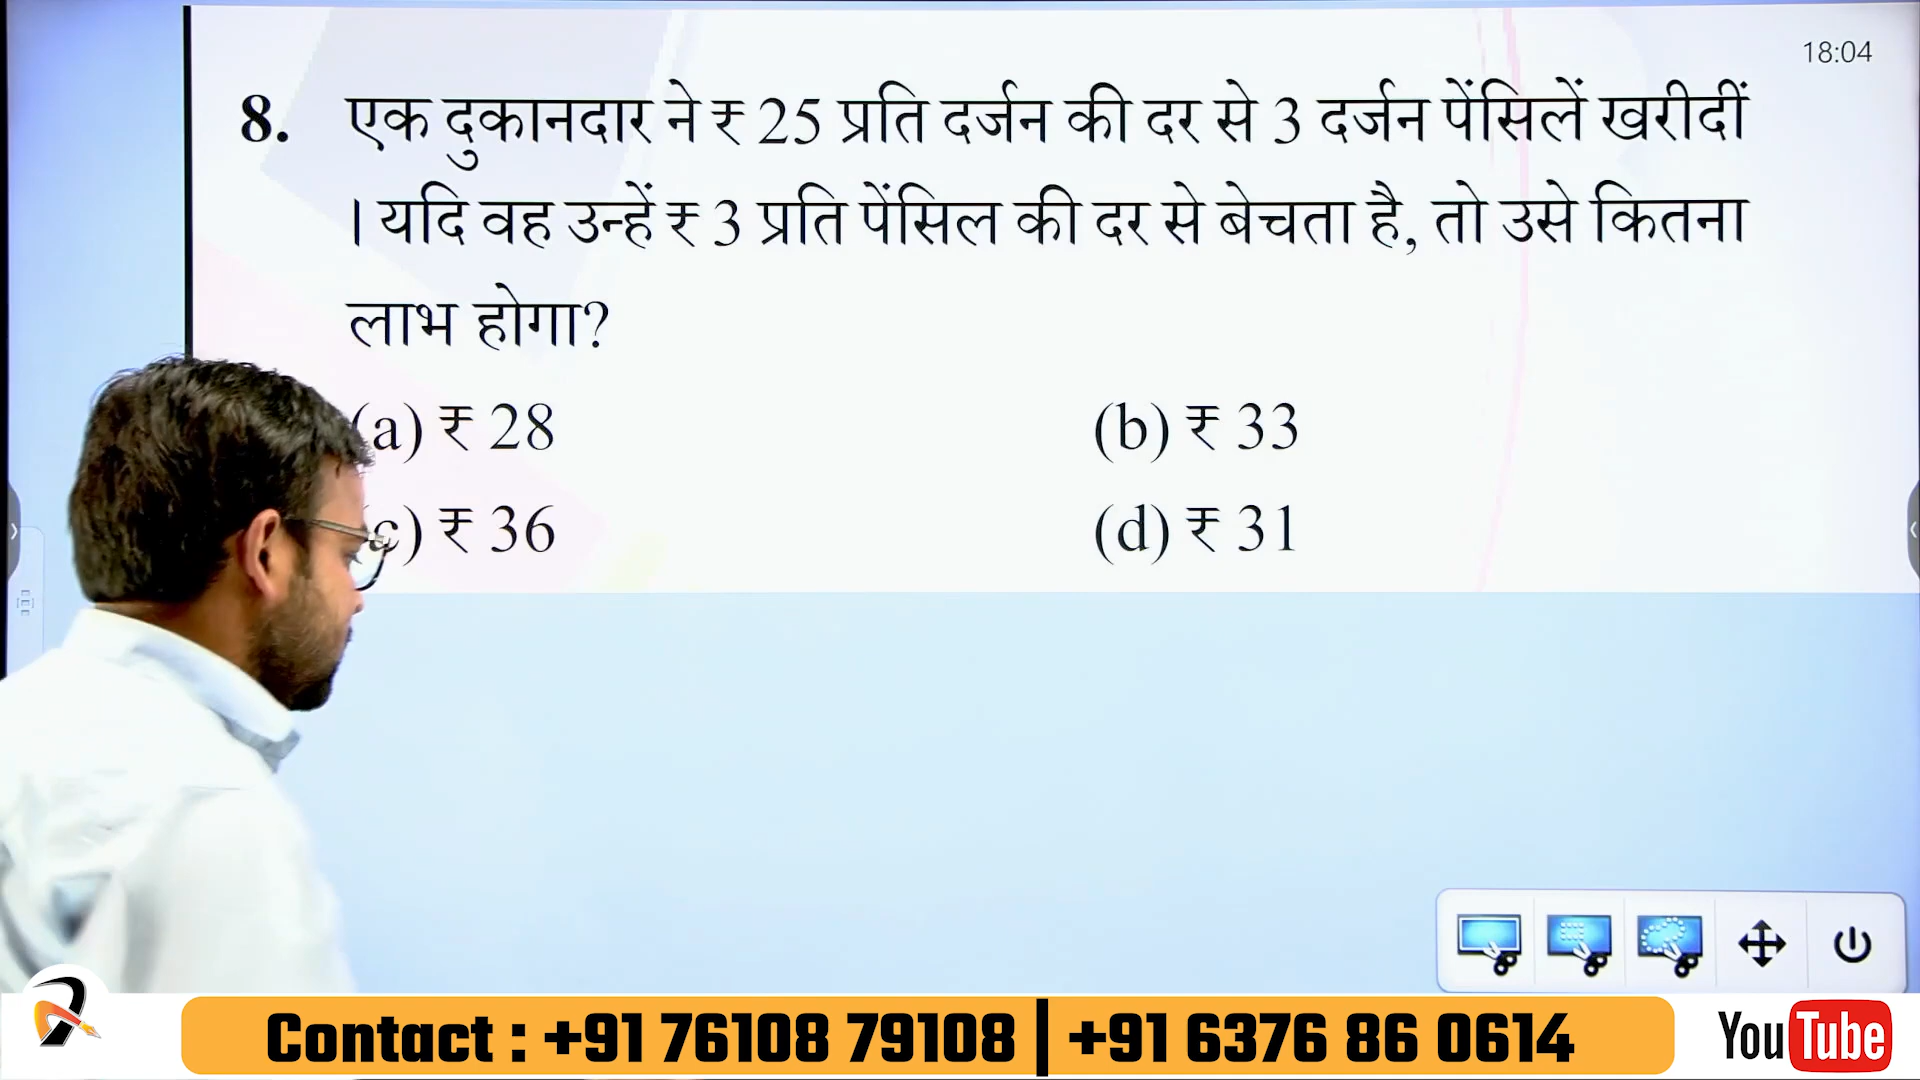 18:04
8. एक दुकानदार ने ₹ 25 प्रति दर्जन की दर से 3 दर्जन पेंसिलें खरीदीं
। यदि वह उन्हें ₹ 3 प्रति पेंसिल की दर से बेचता है, तो उसे कितना
लाभ होगा?
(a) ₹ 28 (b) ₹ 33
(c) ₹ 36 (d) ₹ 31
Contact : +91 76108 79108 | +91 6376 86 0614
YouTube